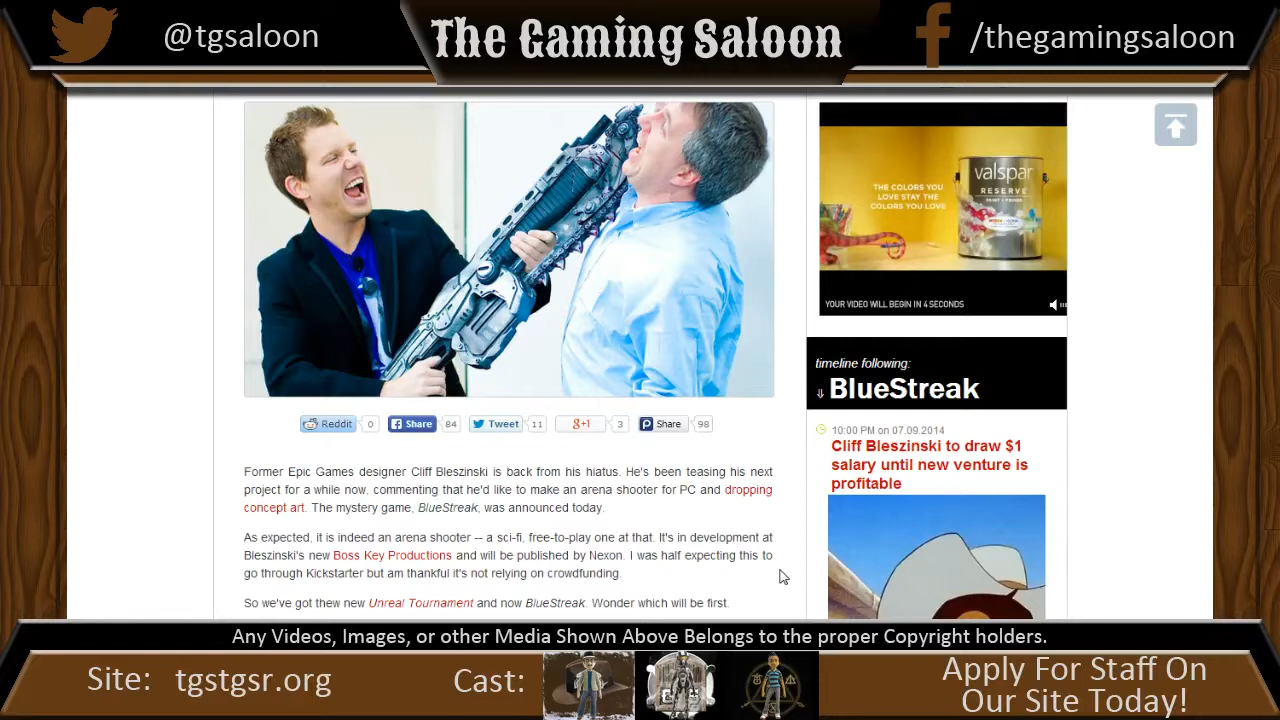 @tgsaloon
The Gaming Saloon
/thegamingsaloon
THE COLORS YOU
LOVE STAY THE
COLORS YOU LOVE
valspar
RESERVE
YOUR VIDEO WILL BEGIN IN 4 SECONDS
timeline following:
⇓ BlueStreak
10:00 PM on 07.09.2014
Cliff Bleszinski to draw $1
salary until new venture is
profitable
Reddit 0 Share 84 Tweet 11 g+1 3 Share 98
Former Epic Games designer Cliff Bleszinski is back from his hiatus. He's been teasing his next
project for a while now, commenting that he'd like to make an arena shooter for PC and dropping
concept art. The mystery game, BlueStreak, was announced today.
As expected, it is indeed an arena shooter -- a sci-fi, free-to-play one at that. It's in development at
Bleszinski's new Boss Key Productions and will be published by Nexon. I was half expecting this to
go through Kickstarter but am thankful it's not relying on crowdfunding.
So we've got thew new Unreal Tournament and now BlueStreak. Wonder which will be first.
Any Videos, Images, or other Media Shown Above Belongs to the proper Copyright holders.
Site: tgstgsr.org
Cast:
Apply For Staff On
Our Site Today!